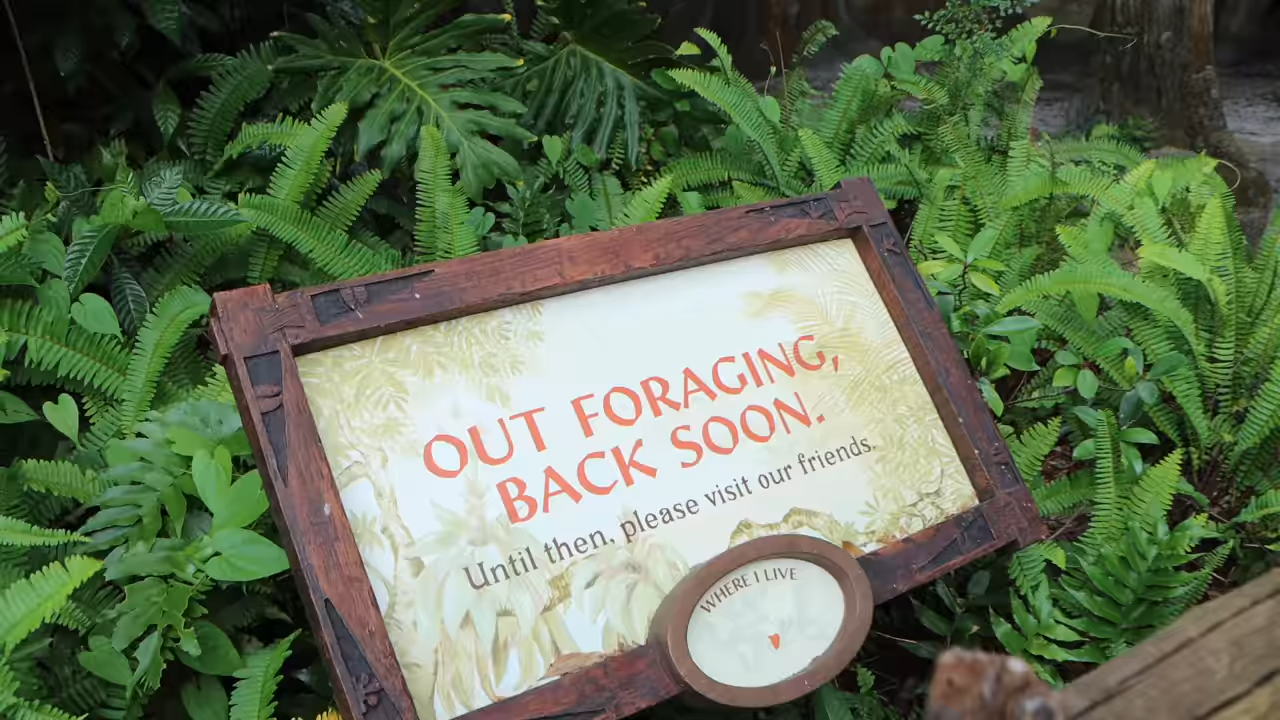 OUT FORAGING,
BACK SOON.
Until then, please visit our friends.
WHERE I LIVE